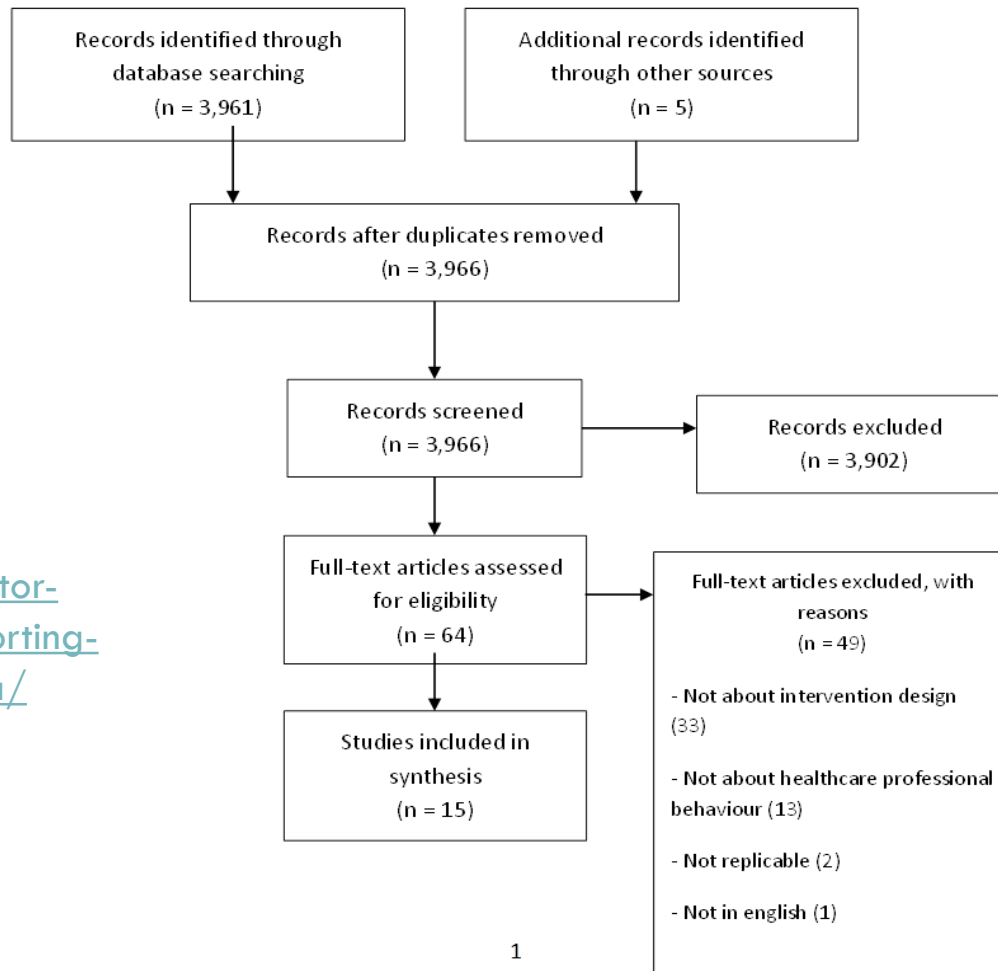 Records identified through
database searching
(n = 3,961)
Additional records identified
through other sources
(n = 5)
Records after duplicates removed
(n = 3,966)
Records screened
(n = 3,966)
Records excluded
(n = 3,902)
Full-text articles assessed
for eligibility
(n = 64)
Full-text articles excluded, with
reasons
(n = 49)
- Not about intervention design
(33)
- Not about healthcare professional
behaviour (13)
- Not replicable (2)
- Not in english (1)
Studies included in
synthesis
(n = 15)
tor-
orting-
/
1